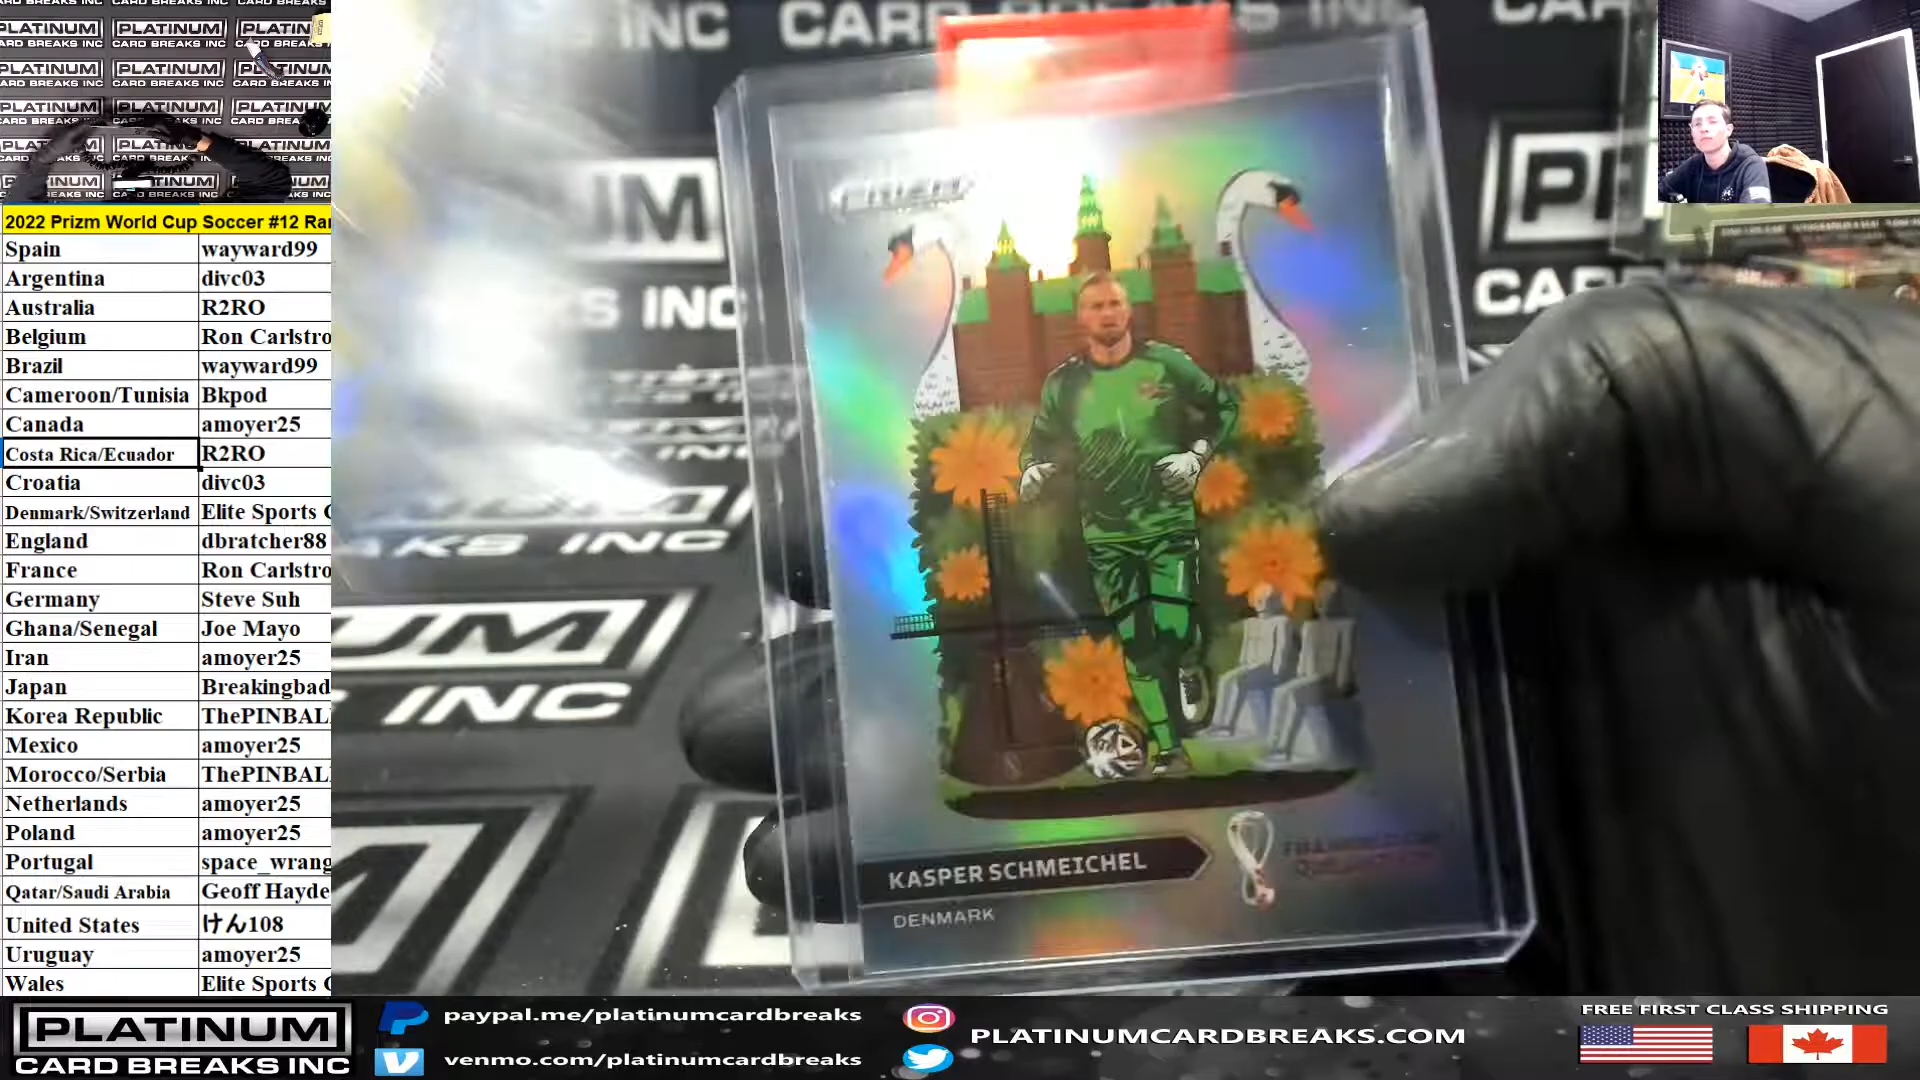 2022 Prizm World Cup Soccer #12 Ran
Spain wayward99
Argentina divc03
Australia R2RO
Belgium Ron Carlstro
Brazil wayward99
Cameroon/Tunisia Bkpod
Canada amoyer25
Costa Rica/Ecuador R2RO
Croatia divc03
Denmark/Switzerland Elite Sports C
England dbratcher88
France Ron Carlstro
Germany Steve Suh
Ghana/Senegal Joe Mayo
Iran amoyer25
Japan Breakingbad
Korea Republic ThePINBAL
Mexico amoyer25
Morocco/Serbia ThePINBAL
Netherlands amoyer25
Poland amoyer25
Portugal space_wrang
Qatar/Saudi Arabia Geoff Hayde
United States けん108
Uruguay amoyer25
Wales Elite Sports C
PRIZM
KASPER SCHMEICHEL
DENMARK
PLATINUM
CARD BREAKS INC
paypal.me/platinumcardbreaks
venmo.com/platinumcardbreaks
PLATINUMCARDBREAKS.COM
FREE FIRST CLASS SHIPPING